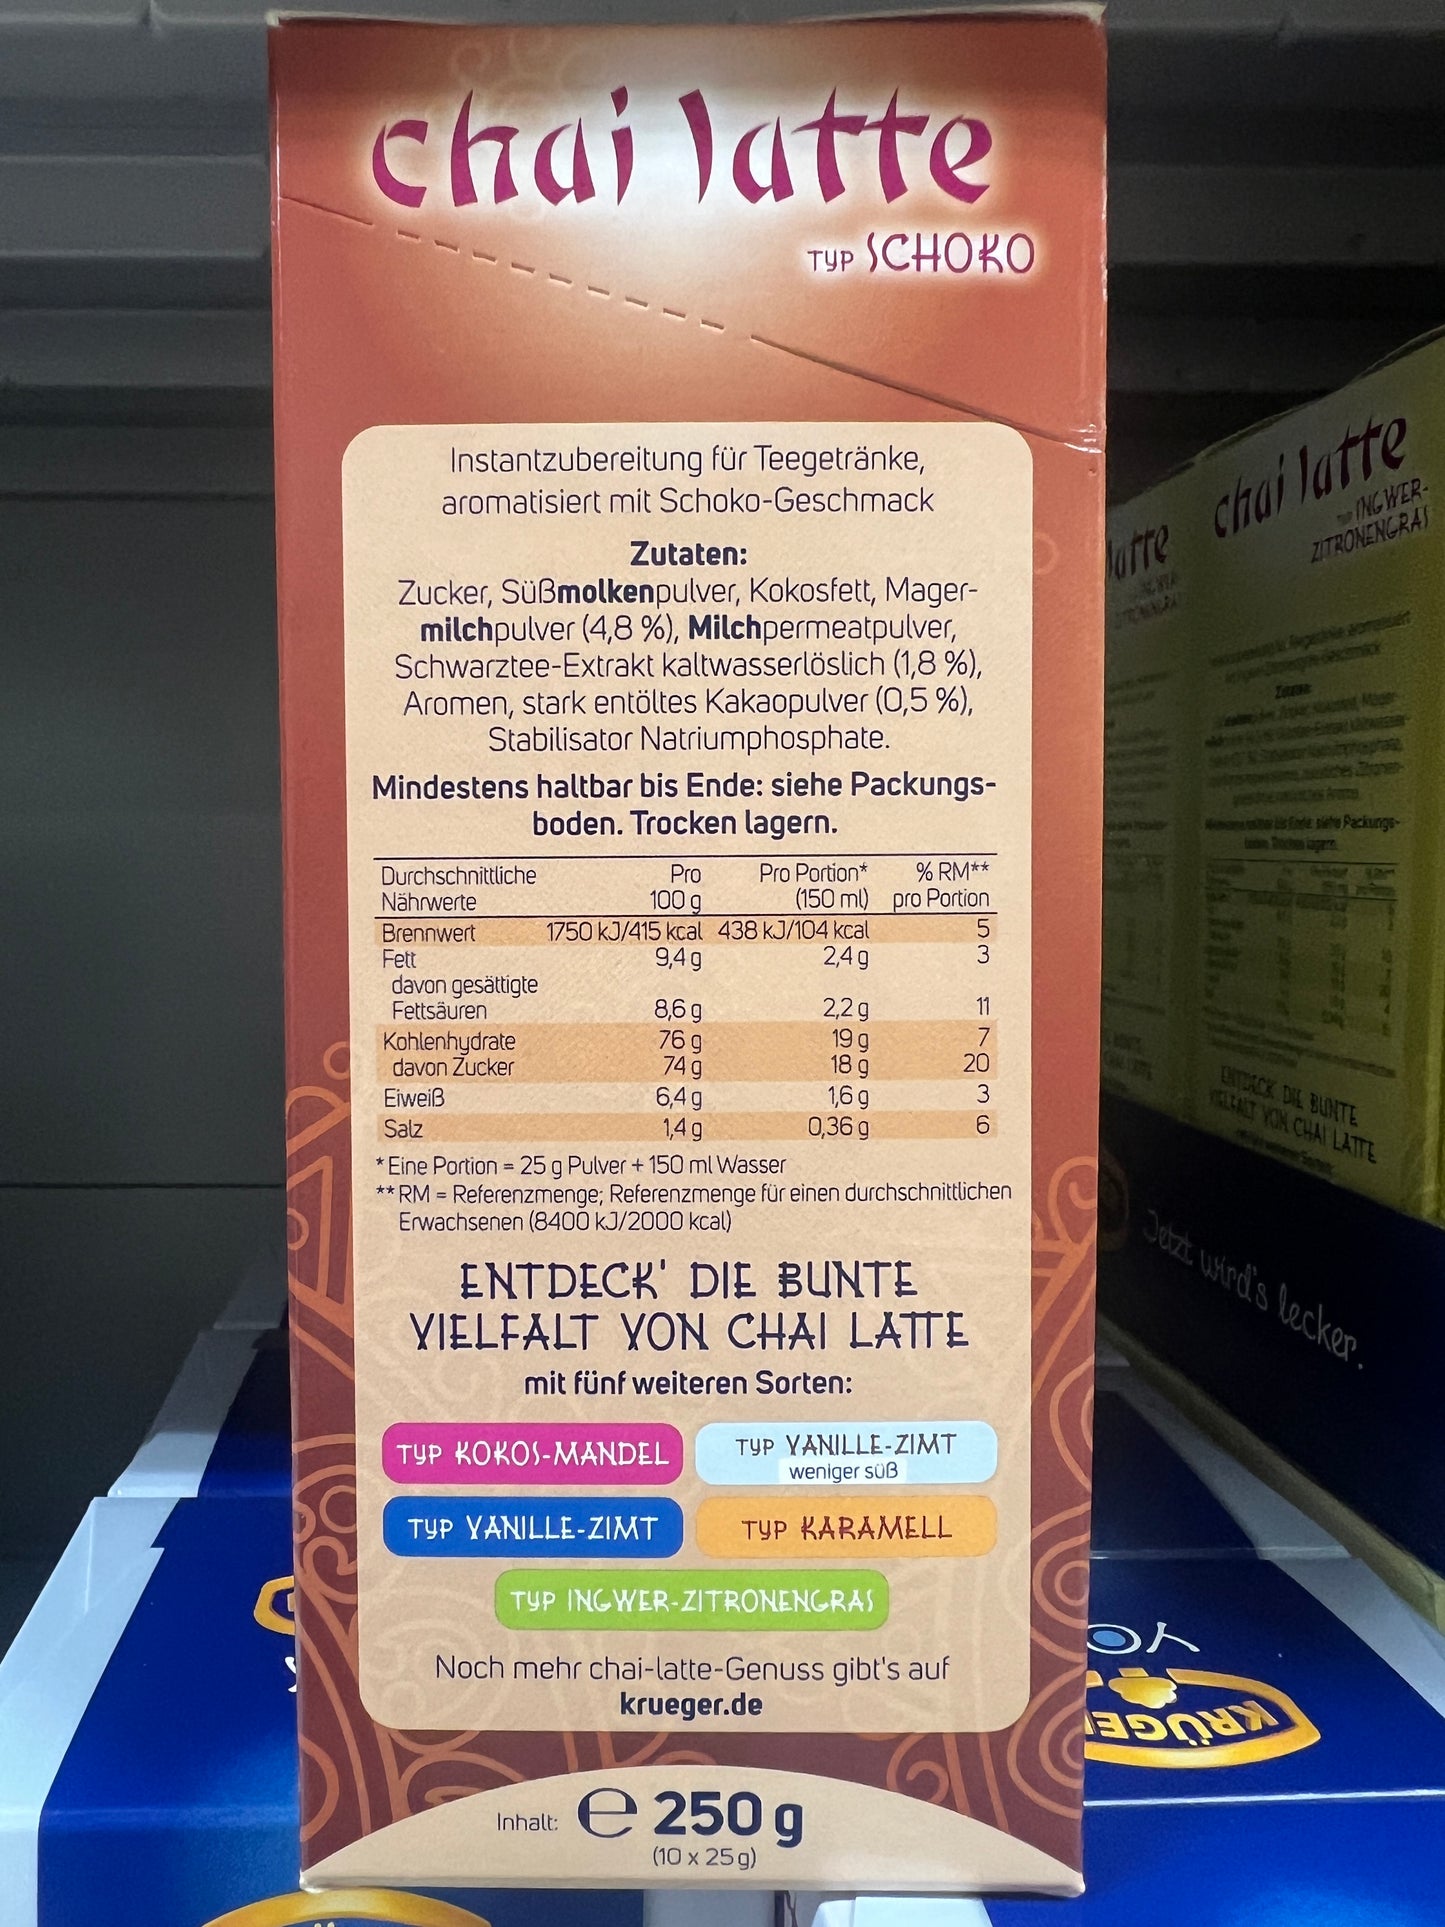 chai latte
TYP SCHOKO
Instantzubereitung für Teegetränke,
aromatisiert mit Schoko-Geschmack
Zutaten:
Zucker, Süßmolkenpulver, Kokosfett, Mager-
milchpulver (4,8 %), Milchpermeatpulver,
Schwarztee-Extrakt kaltwasserlöslich (1,8 %),
Aromen, stark entöltes Kakaopulver (0,5 %),
Stabilisator Natriumphosphate.
Mindestens haltbar bis Ende: siehe Packungs-
boden. Trocken lagern.
Durchschnittliche Pro Pro Portion* % RM**
Nährwerte 100 g (150 ml) pro Portion
Brennwert 1750 kJ/415 kcal 438 kJ/104 kcal 5
Fett 9,4 g 2,4 g 3
davon gesättigte
Fettsäuren 8,6 g 2,2 g 11
Kohlenhydrate 76 g 19 g 7
davon Zucker 74 g 18 g 20
Eiweiß 6,4 g 1,6 g 3
Salz 1,4 g 0,36 g 6
* Eine Portion = 25 g Pulver + 150 ml Wasser
** RM = Referenzmenge; Referenzmenge für einen durchschnittlichen
Erwachsenen (8400 kJ/2000 kcal)
ENTDECK' DIE BUNTE
VIELFALT VON CHAI LATTE
mit fünf weiteren Sorten:
TYP KOKOS-MANDEL
TYP VANILLE-ZIMT
weniger süß
TYP VANILLE-ZIMT
TYP KARAMELL
TYP INGWER-ZITRONENGRAS
Noch mehr chai-latte-Genuss gibt's auf
krueger.de
Inhalt: ℮ 250 g
(10 x 25 g)
latte
chai latte
INGWER-
ZITRONENGRAS
Zutaten:
siehe Packungs-
ENTDECK DIE BUNTE
VIELFALT VON CHAI LATTE
Jetzt wird's lecker.
KRÜGE